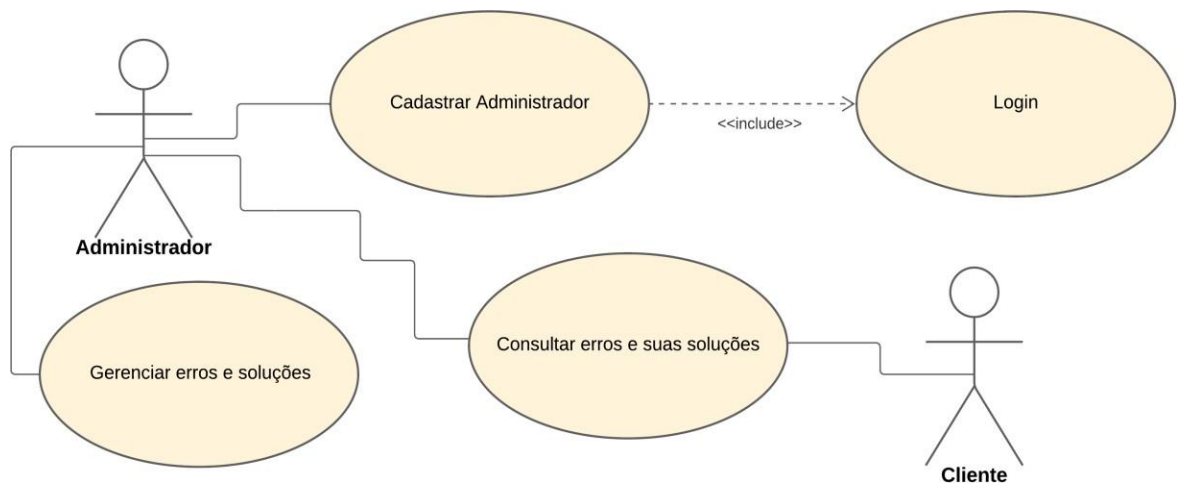 Cadastrar Administrador
<<include>>
Login
Administrador
Gerenciar erros e soluções
Consultar erros e suas soluções
Cliente